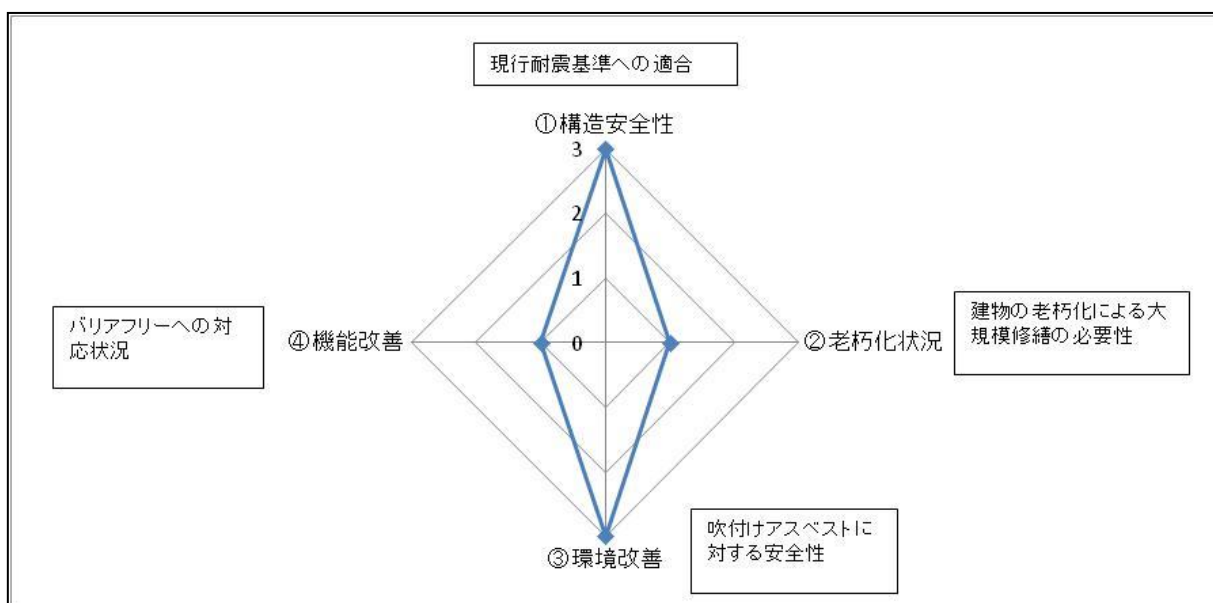 現行耐震基準への適合
①構造安全性
3
2
1
0
バリアフリーへの対
応状況
④機能改善
②老朽化状況
建物の老朽化による大
規模修繕の必要性
吹付けアスベストに
対する安全性
③環境改善